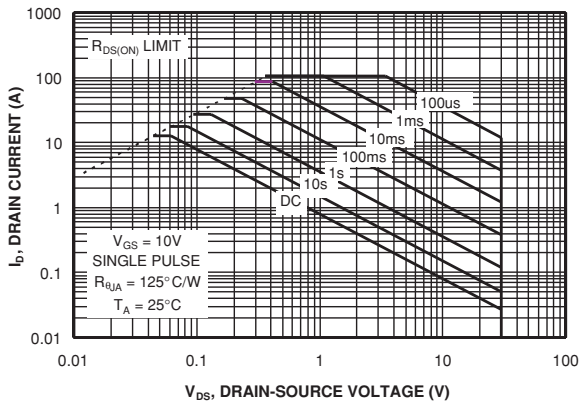 1000
R_DS(ON) LIMIT
100
100us
1ms
10
10ms
100ms
1s
10s
1
DC
V_GS = 10V
SINGLE PULSE
R_θJA = 125°C/W
T_A = 25°C
0.1
0.01
0.01 0.1 1 10 100
I_D, DRAIN CURRENT (A)
V_DS, DRAIN-SOURCE VOLTAGE (V)